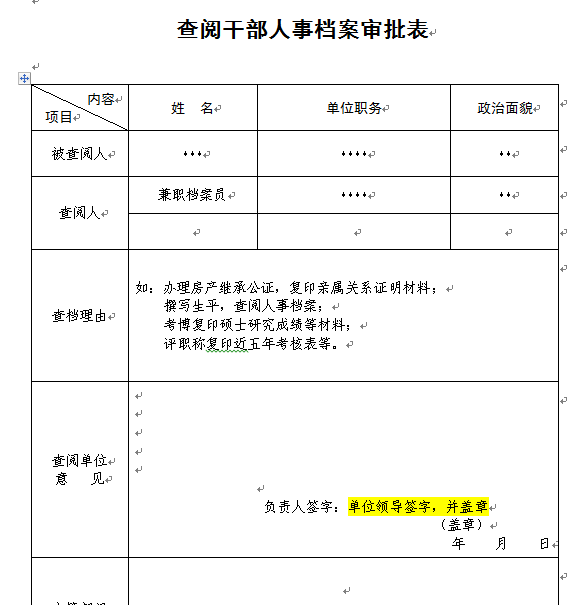 查阅干部人事档案审批表
内容
项目
姓 名
单位职务
政治面貌
被查阅人
♦♦♦
♦♦♦♦
♦♦
查阅人
兼职档案员
♦♦♦♦
♦♦
查档理由
如：办理房产继承公证，复印亲属关系证明材料；
撰写生平，查阅人事档案；
考博复印硕士研究成绩等材料；
评职称复印近五年考核表等。
查阅单位
意 见
负责人签字：单位领导签字，并盖章
（盖章）
年 月 日